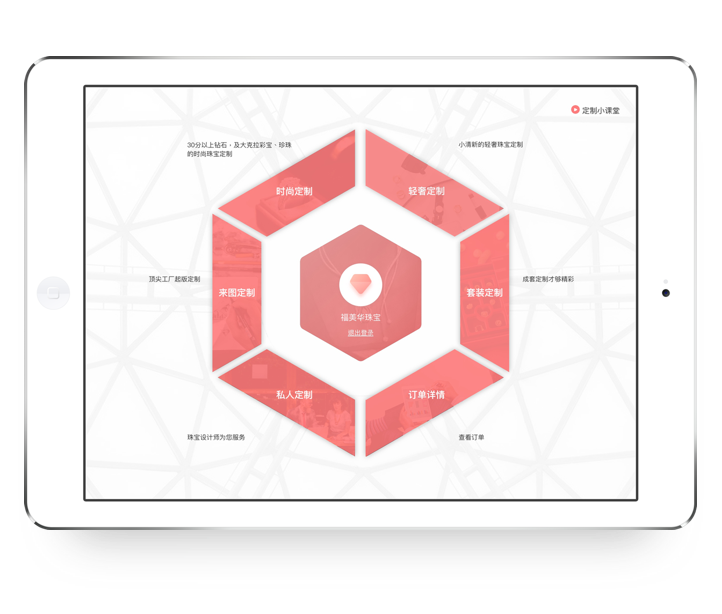 定制小课堂
30分以上钻石·及大克拉彩宝·珍珠
的时尚珠宝定制
小清新的轻奢珠宝定制
时尚定制
轻奢定制
顶尖工厂起版定制
来图定制
套装定制
成套定制才够精彩
福美华珠宝
退出登录
私人定制
订单详情
珠宝设计师为您服务
查看订单